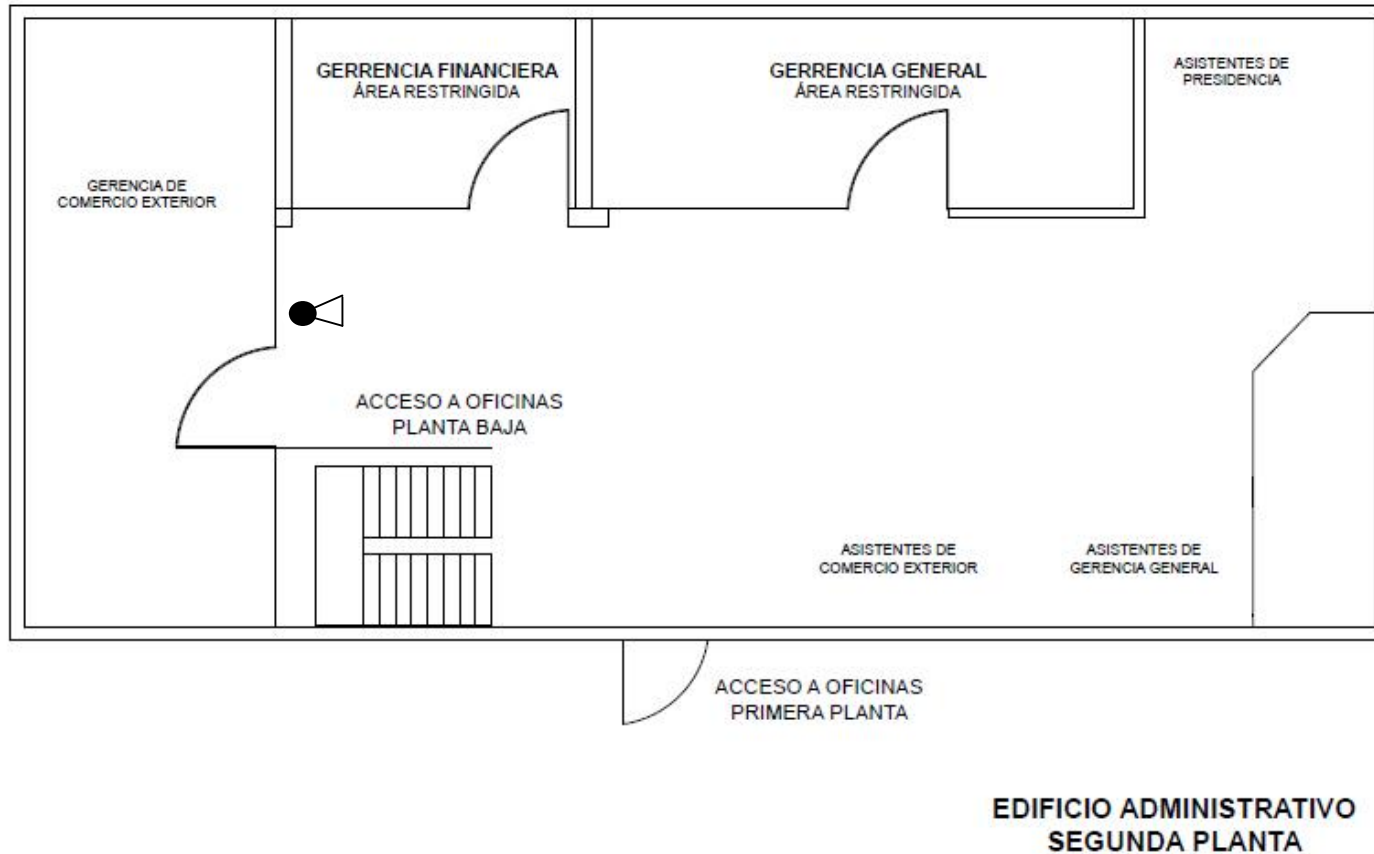 GERRENCIA FINANCIERA
ÁREA RESTRINGIDA
GERRENCIA GENERAL
ÁREA RESTRINGIDA
ASISTENTES DE
PRESIDENCIA
GERENCIA DE
COMERCIO EXTERIOR
ACCESO A OFICINAS
PLANTA BAJA
ASISTENTES DE
COMERCIO EXTERIOR
ASISTENTES DE
GERENCIA GENERAL
ACCESO A OFICINAS
PRIMERA PLANTA
EDIFICIO ADMINISTRATIVO
SEGUNDA PLANTA